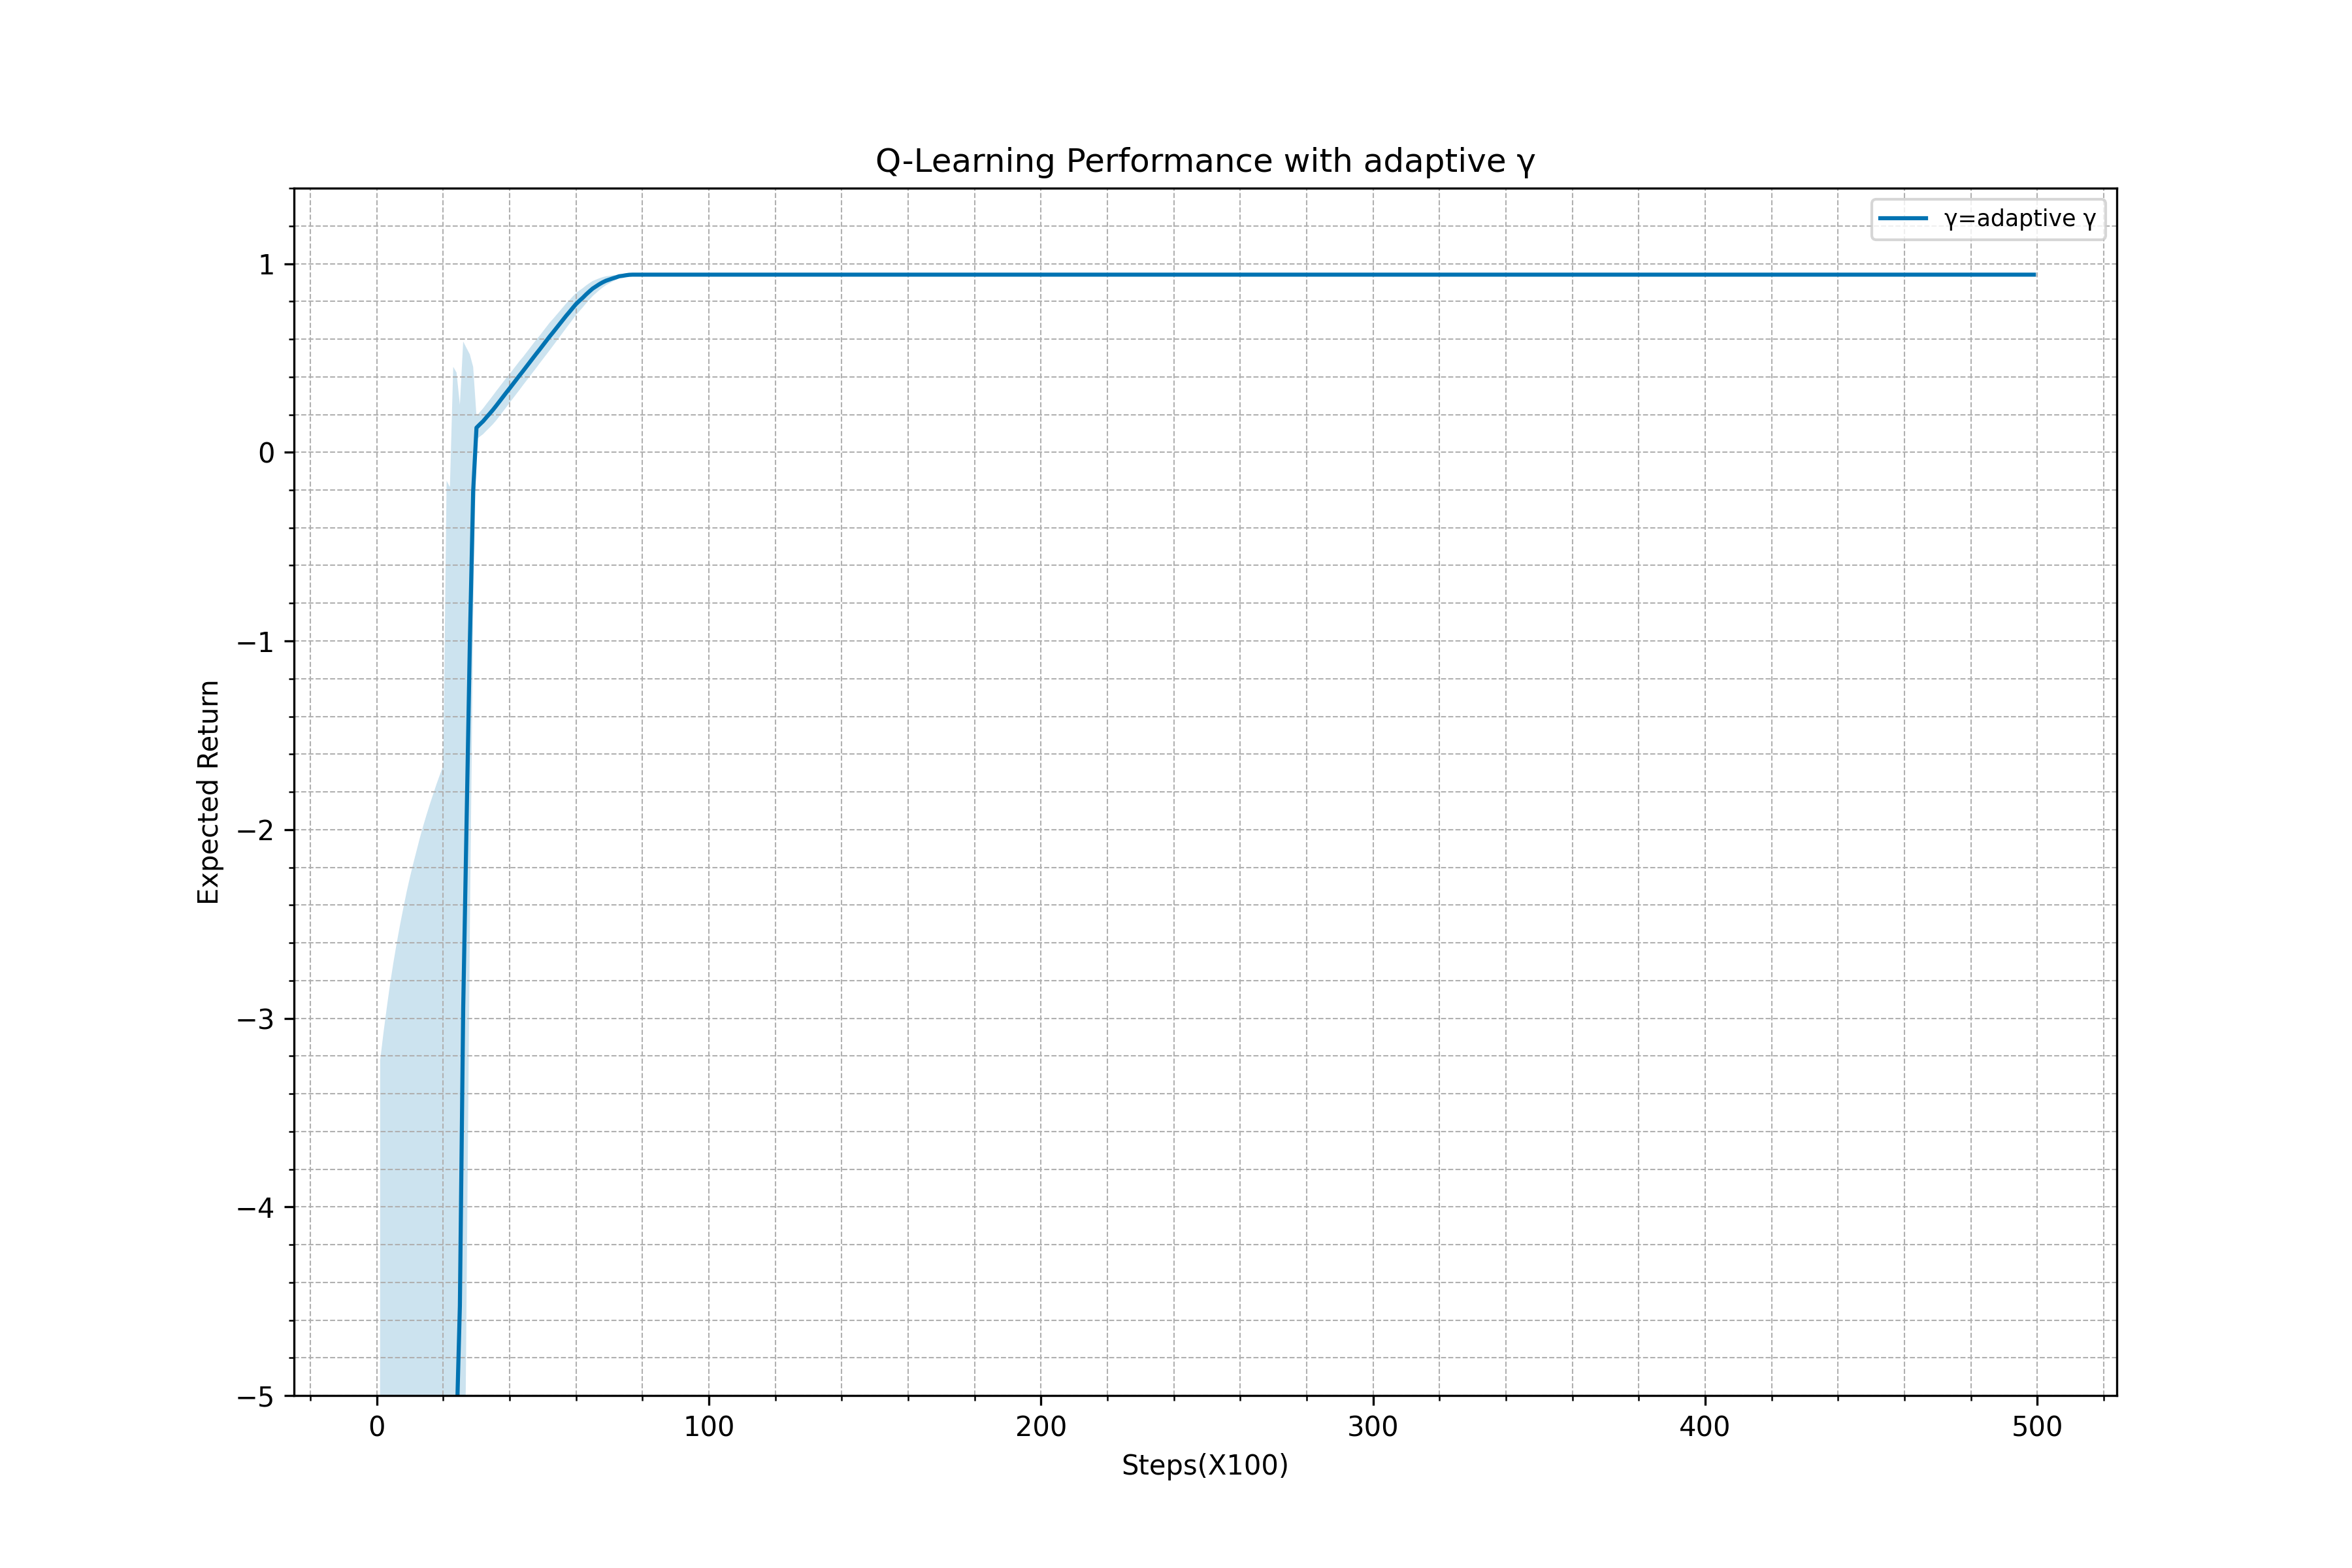 Q-Learning Performance with adaptive γ
γ=adaptive γ
1
0
−1
−2
−3
−4
−5
Expected Return
0 100 200 300 400 500
Steps(X100)